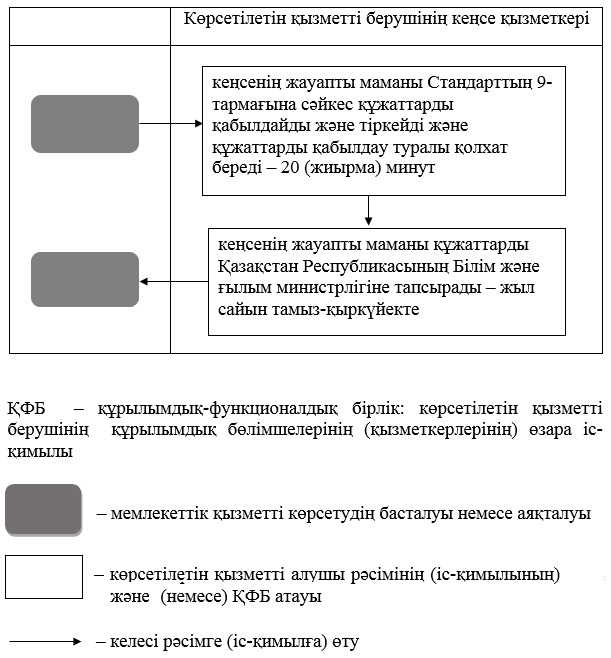 Көрсетілетін қызметті берушінің кеңсе қызметкері
кеңсенің жауапты маманы Стандарттың 9-
тармағына сәйкес құжаттарды
қабылдайды және тіркейді және
құжаттарды қабылдау туралы қолхат
береді – 20 (жиырма) минут
кеңсенің жауапты маманы құжаттарды
Қазақстан Республикасының Білім және
ғылым министрлігіне тапсырады – жыл
сайын тамыз-қыркүйекте
ҚФБ – құрылымдық-функционалдық бірлік: көрсетілетін қызметті
берушінің құрылымдық бөлімшелерінің (қызметкерлерінің) өзара іс-
қимылы
– мемлекеттік қызметті көрсетудің басталуы немесе аяқталуы
– көрсетілетін қызметті алушы рәсімінің (іс-қимылының)
және (немесе) ҚФБ атауы
– келесі рәсімге (іс-қимылға) өту